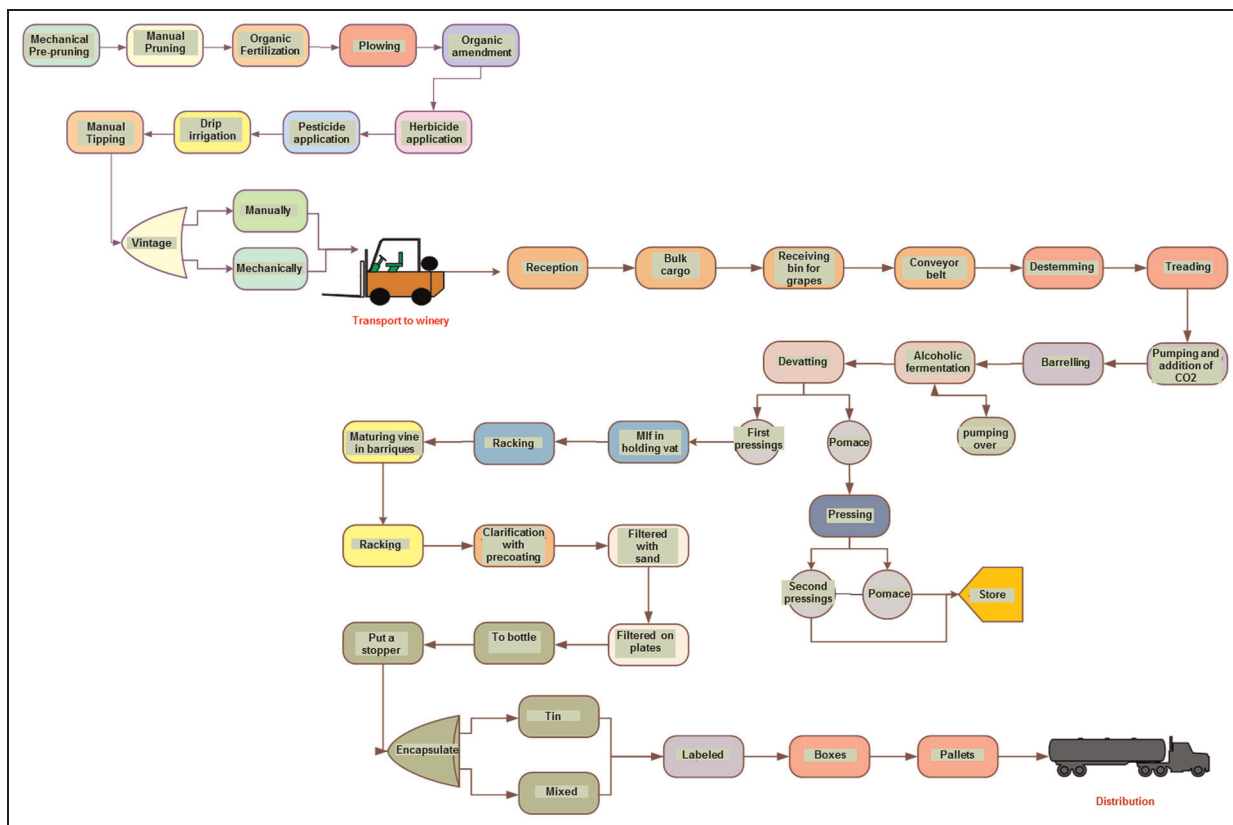 Mechanical
Pre-pruning
Manual
Pruning
Organic
Fertilization
Plowing
Organic
amendment
Manual
Tipping
Drip
irrigation
Pesticide
application
Herbicide
application
Vintage
Manually
Mechanically
Transport to winery
Reception
Bulk
cargo
Receiving
bin for
grapes
Conveyor
belt
Destemming
Treading
Devatting
Alcoholic
fermentation
Barrelling
Pumping and
addition of
CO2
pumping
over
Maturing vine
in barriques
Racking
Mlf in
holding vat
First
pressings
Pomace
Pressing
Racking
Clarification
with
precoating
Filtered
with
sand
Second
pressings
Pomace
Store
Put a
stopper
To bottle
Filtered on
plates
Encapsulate
Tin
Mixed
Labeled
Boxes
Pallets
Distribution